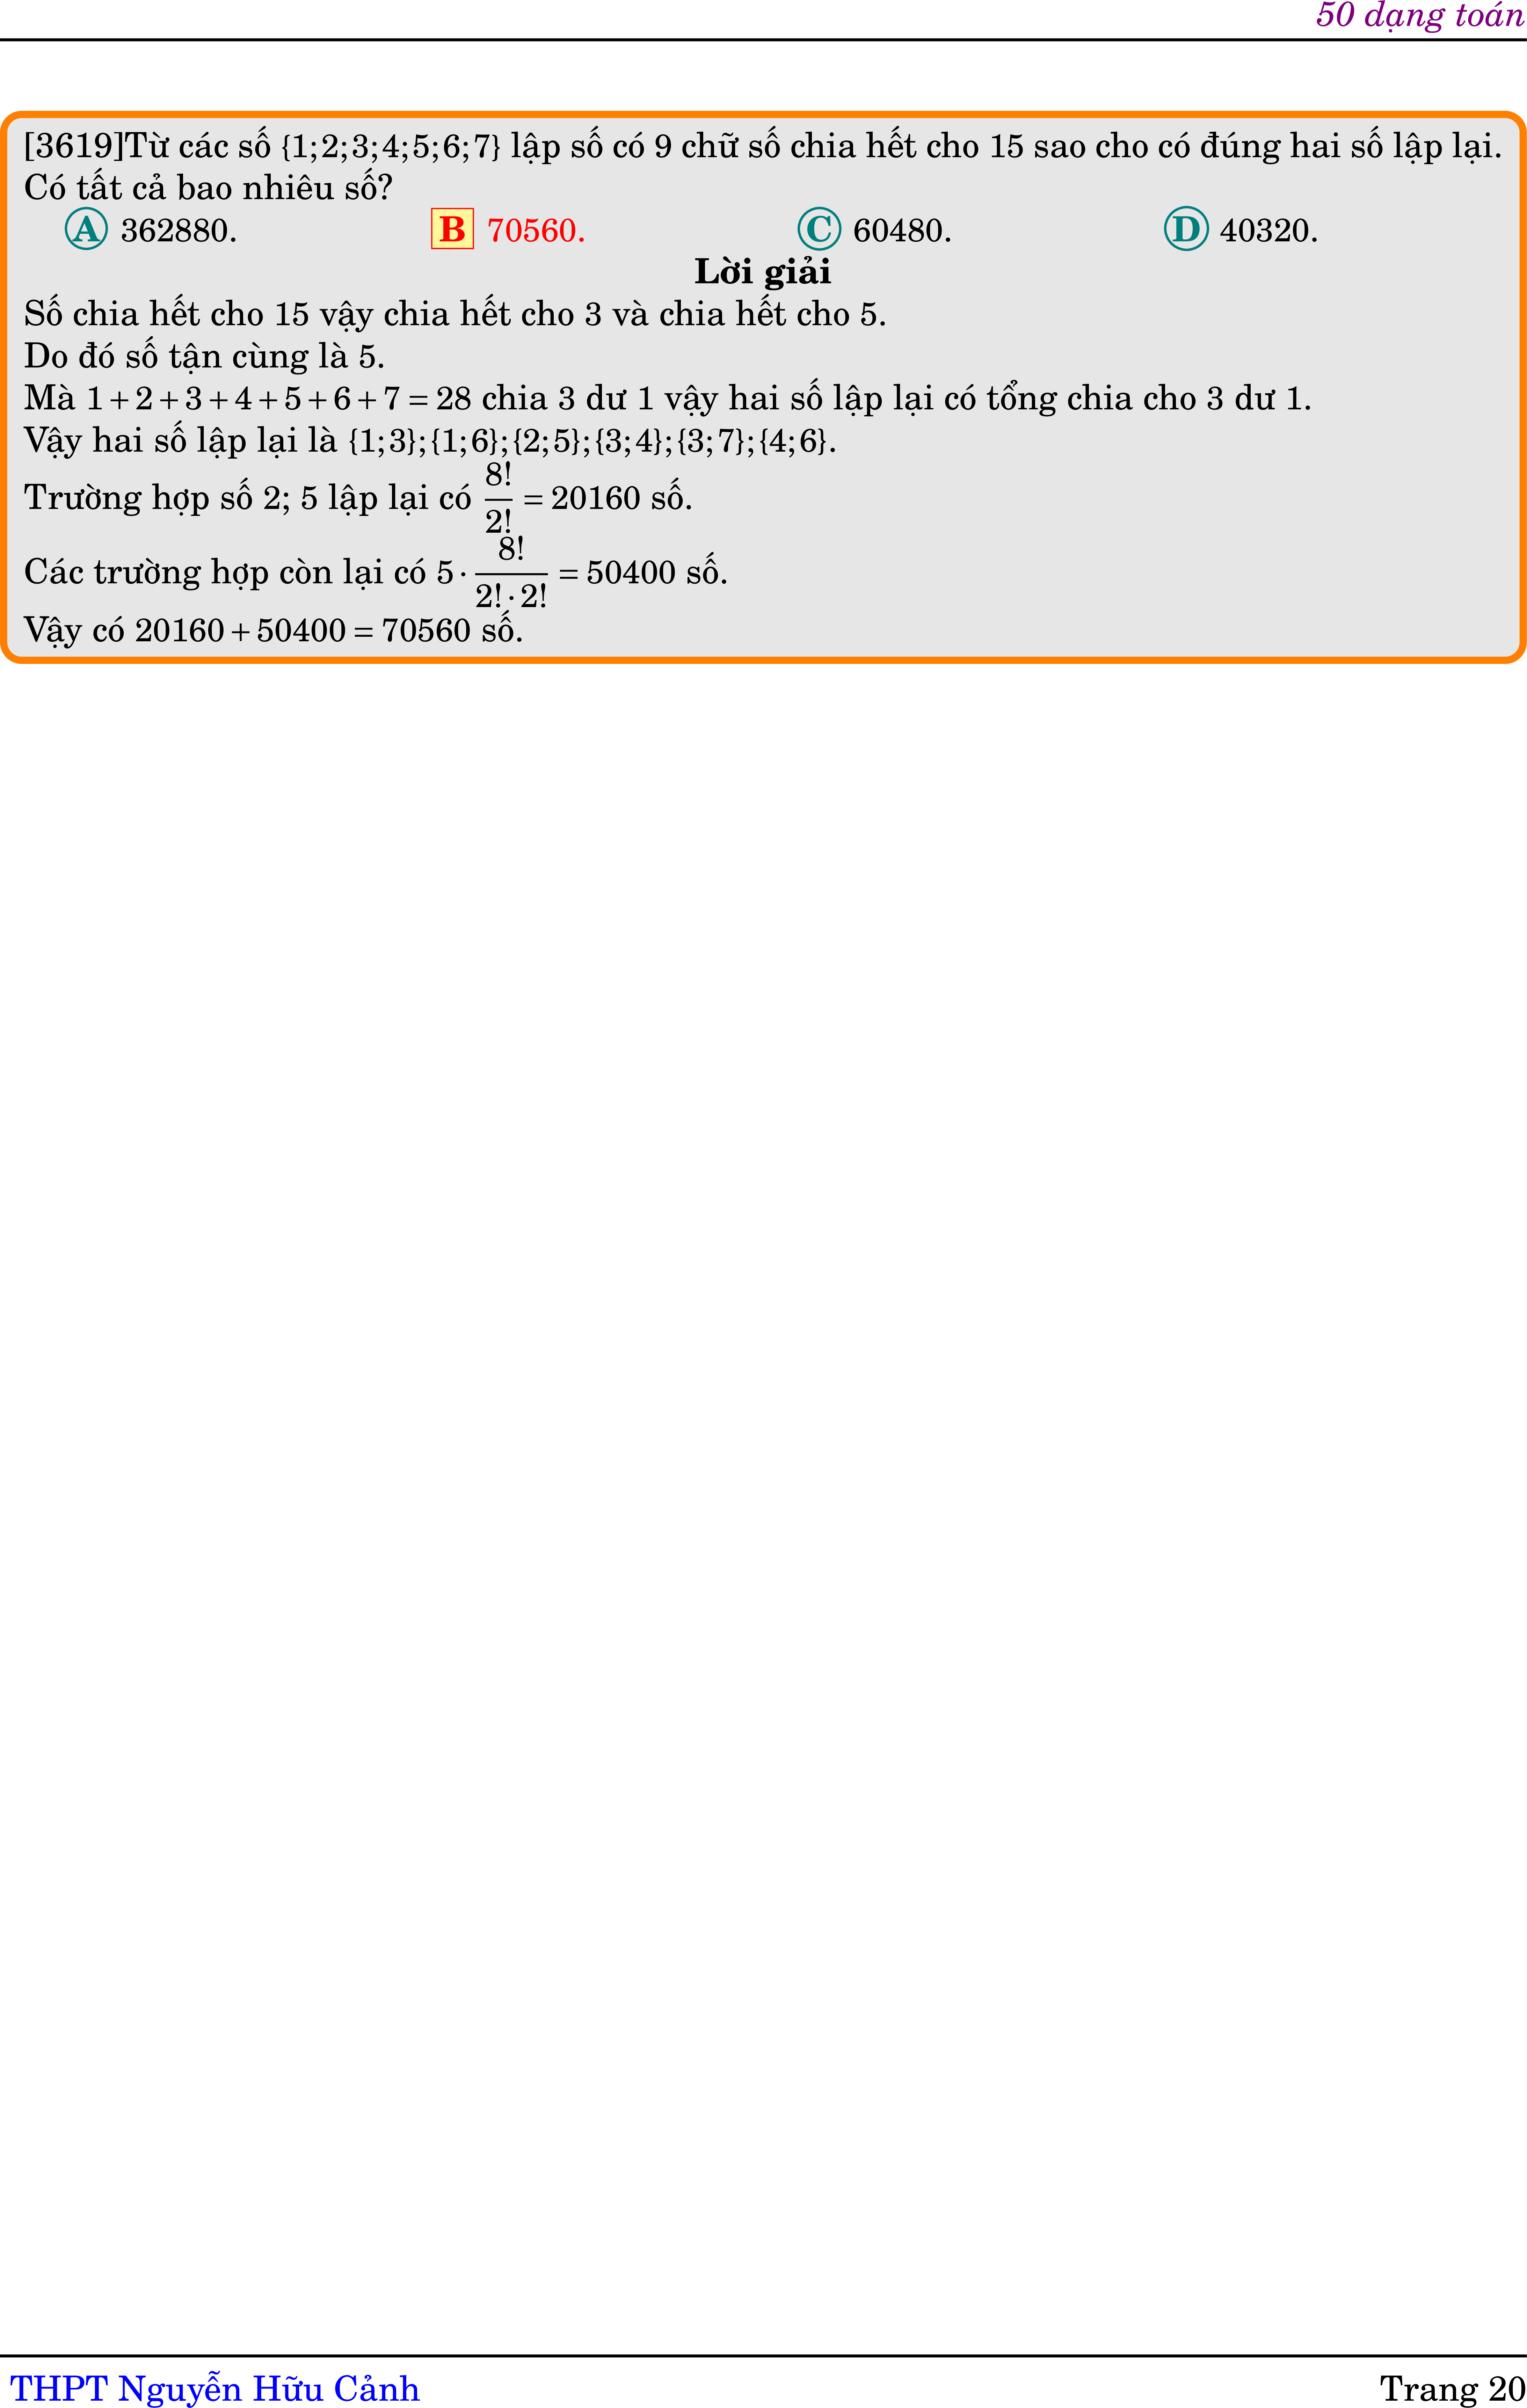 50 dạng toán
[3619]Từ các số {1;2;3;4;5;6;7} lập số có 9 chữ số chia hết cho 15 sao cho có đúng hai số lập lại.
Có tất cả bao nhiêu số?
A 362880. B 70560. C 60480. D 40320.
Lời giải
Số chia hết cho 15 vậy chia hết cho 3 và chia hết cho 5.
Do đó số tận cùng là 5.
Mà 1+2+3+4+5+6+7=28 chia 3 dư 1 vậy hai số lập lại có tổng chia cho 3 dư 1.
Vậy hai số lập lại là {1;3};{1;6};{2;5};{3;4};{3;7};{4;6}.
Trường hợp số 2; 5 lập lại có 8!/2! = 20160 số.
Các trường hợp còn lại có 5·8!/(2!·2!) = 50400 số.
Vậy có 20160+50400=70560 số.
THPT Nguyễn Hữu Cảnh Trang 20